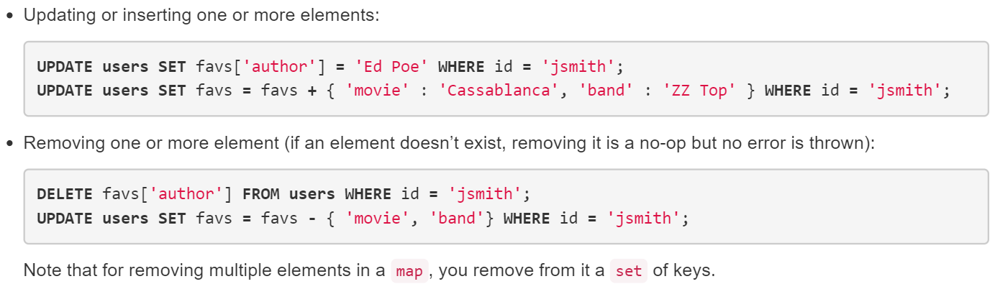 • Updating or inserting one or more elements:
UPDATE users SET favs['author'] = 'Ed Poe' WHERE id = 'jsmith';
UPDATE users SET favs = favs + { 'movie' : 'Cassablanca', 'band' : 'ZZ Top' } WHERE id = 'jsmith';
• Removing one or more element (if an element doesn’t exist, removing it is a no-op but no error is thrown):
DELETE favs['author'] FROM users WHERE id = 'jsmith';
UPDATE users SET favs = favs - { 'movie', 'band'} WHERE id = 'jsmith';
Note that for removing multiple elements in a map, you remove from it a set of keys.